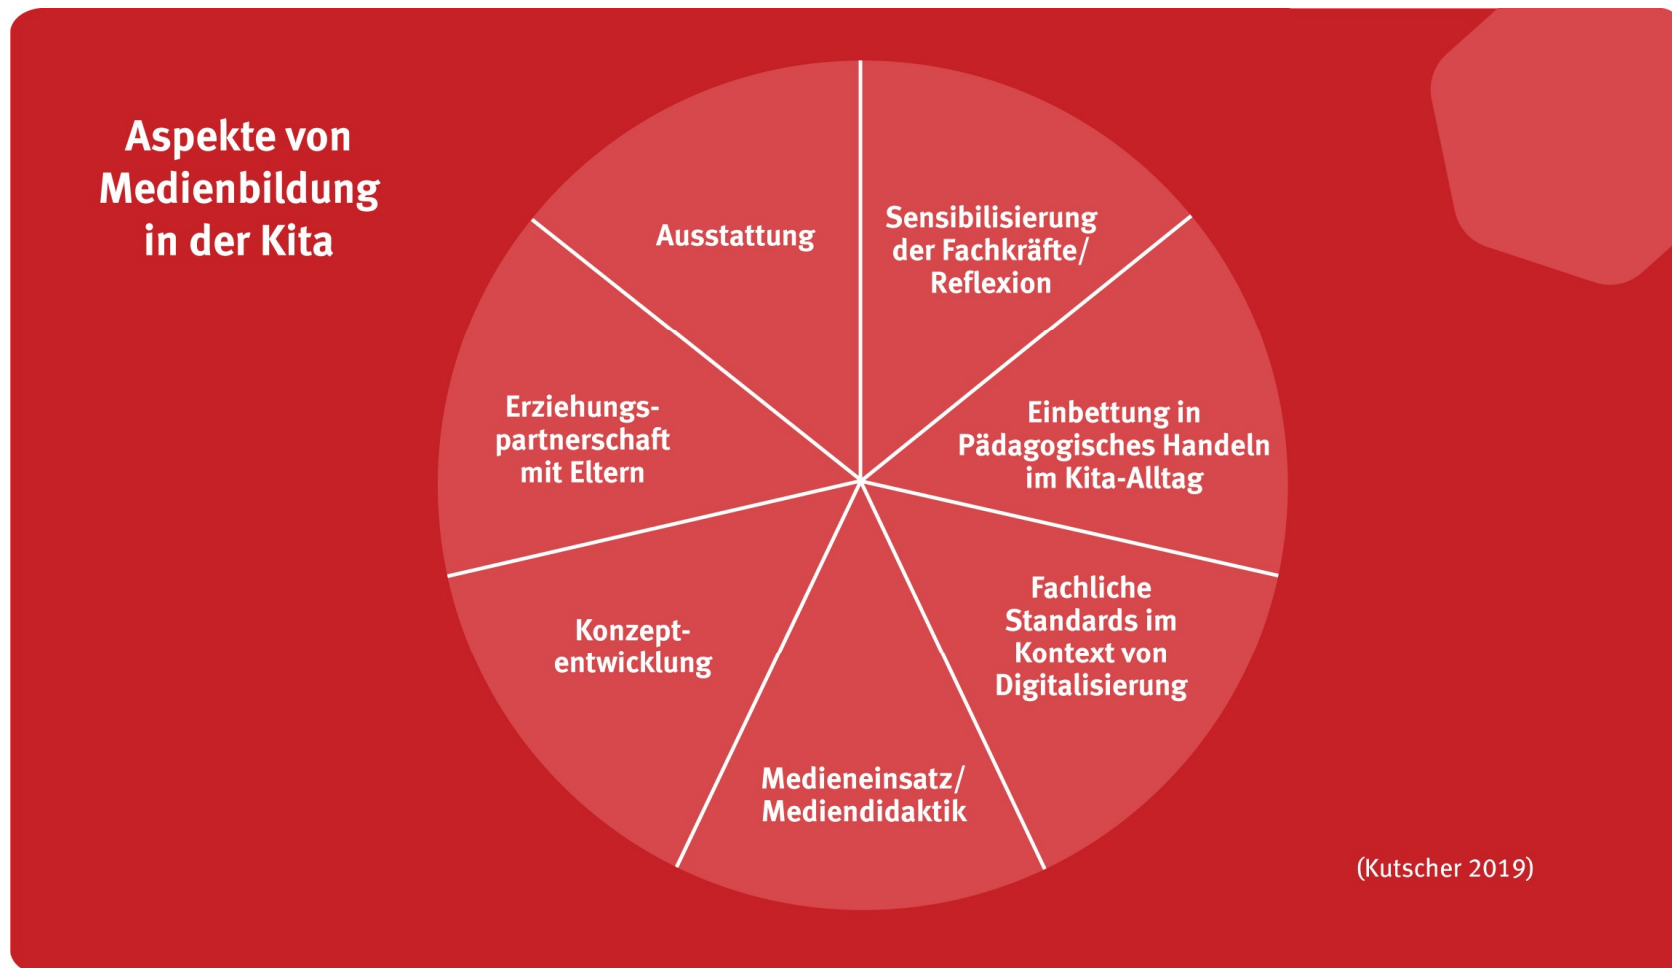 Aspekte von
Medienbildung
in der Kita
Ausstattung
Sensibilisierung
der Fachkräfte/
Reflexion
Einbettung in
Pädagogisches Handeln
im Kita-Alltag
Fachliche
Standards im
Kontext von
Digitalisierung
Medieneinsatz/
Mediendidaktik
Konzept-
entwicklung
Erziehungs-
partnerschaft
mit Eltern
(Kutscher 2019)